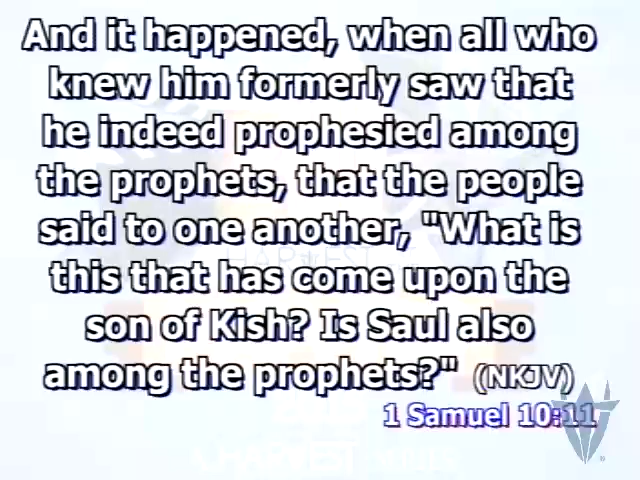 And it happened, when all who
knew him formerly saw that
he indeed prophesied among
the prophets, that the people
said to one another, "What is
this that has come upon the
son of Kish? Is Saul also
among the prophets?" (NKJV)
1 Samuel 10:11